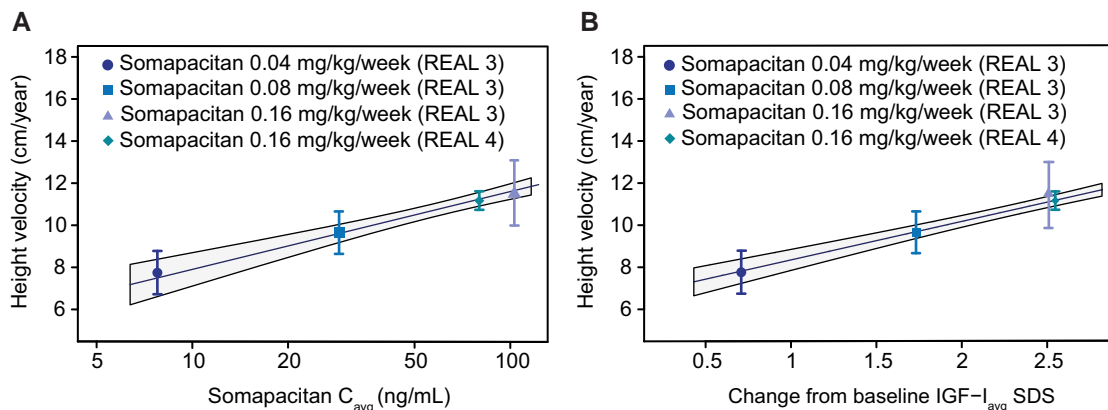 A
Height velocity (cm/year)
18
16
14
12
10
8
6
Somapacitan 0.04 mg/kg/week (REAL 3)
Somapacitan 0.08 mg/kg/week (REAL 3)
Somapacitan 0.16 mg/kg/week (REAL 3)
Somapacitan 0.16 mg/kg/week (REAL 4)
5 10 20 50 100
Somapacitan Cavg (ng/mL)
B
Height velocity (cm/year)
18
16
14
12
10
8
6
Somapacitan 0.04 mg/kg/week (REAL 3)
Somapacitan 0.08 mg/kg/week (REAL 3)
Somapacitan 0.16 mg/kg/week (REAL 3)
Somapacitan 0.16 mg/kg/week (REAL 4)
0.5 1 1.5 2 2.5
Change from baseline IGF−Iavg SDS